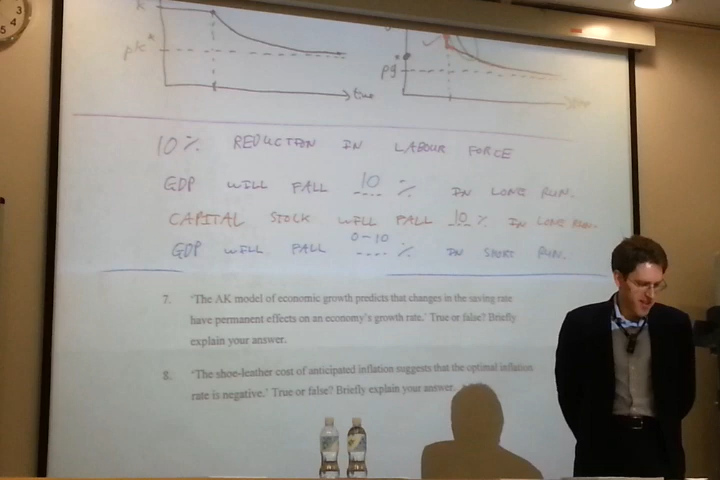 k
pk*
time
pg*
10% REDUCTION IN LABOUR FORCE
GDP WILL FALL 10 % IN LONG RUN.
CAPITAL STOCK WILL FALL 10 % IN LONG RUN.
GDP WILL FALL 0-10 % IN SHORT RUN.
7. 'The AK model of economic growth predicts that changes in the saving rate
have permanent effects on an economy's growth rate.' True or false? Briefly
explain your answer.
8. 'The shoe-leather cost of anticipated inflation suggests that the optimal inflation
rate is negative.' True or false? Briefly explain your answer.
3
4
5